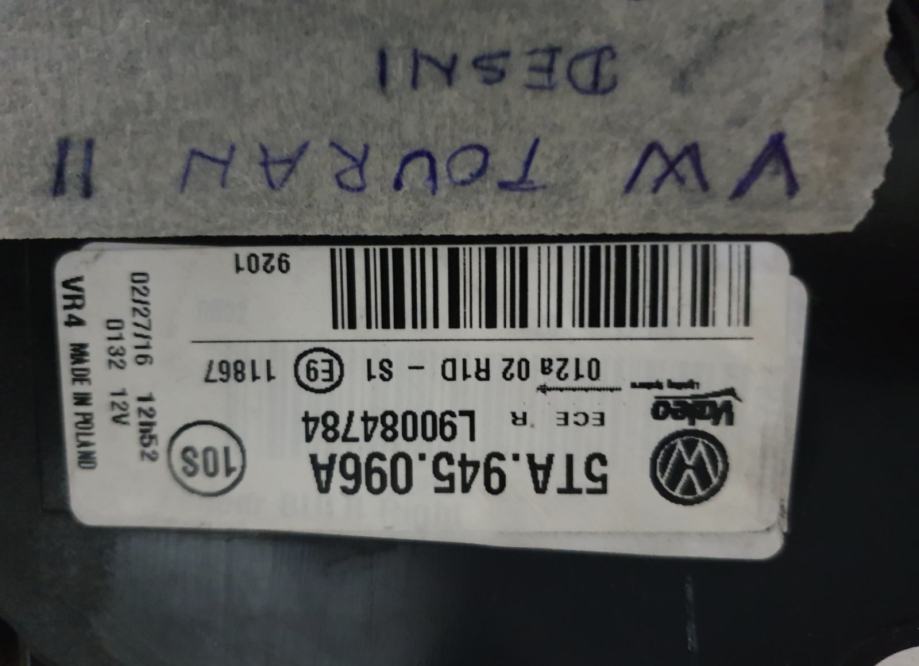 5TA.945.096A
10S
ECE R L90084784
Valeo
Lighting Systems
012a 02 R1D - S1 E9 11867
9201
02/27/16 12h52
0132 12V
VR4 MADE IN POLAND
VW TOURAN II
DESNI